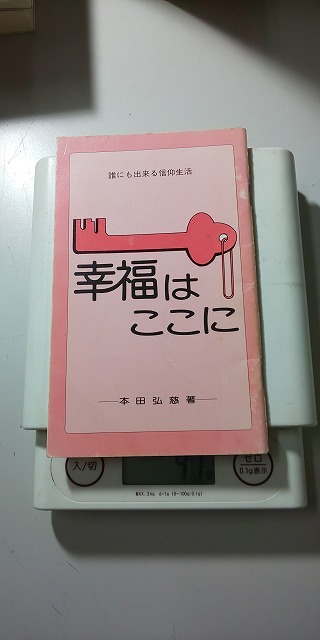 誰にも出来る信仰生活
幸福は
ここに
本田弘慈著
入/切
ゼロ
0.1g表示